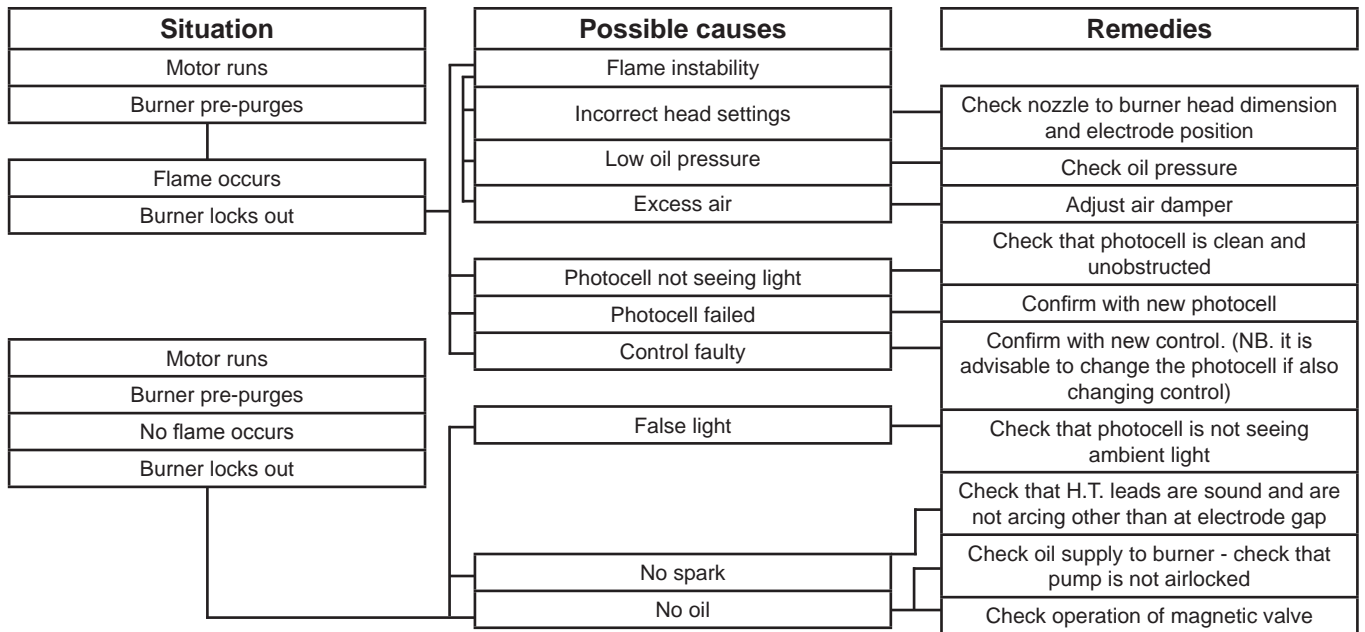 Situation
Motor runs
Burner pre-purges
Flame occurs
Burner locks out
Motor runs
Burner pre-purges
No flame occurs
Burner locks out
Possible causes
Flame instability
Incorrect head settings
Low oil pressure
Excess air
Photocell not seeing light
Photocell failed
Control faulty
False light
No spark
No oil
Remedies
Check nozzle to burner head dimension
and electrode position
Check oil pressure
Adjust air damper
Check that photocell is clean and
unobstructed
Confirm with new photocell
Confirm with new control. (NB. it is
advisable to change the photocell if also
changing control)
Check that photocell is not seeing
ambient light
Check that H.T. leads are sound and are
not arcing other than at electrode gap
Check oil supply to burner - check that
pump is not airlocked
Check operation of magnetic valve